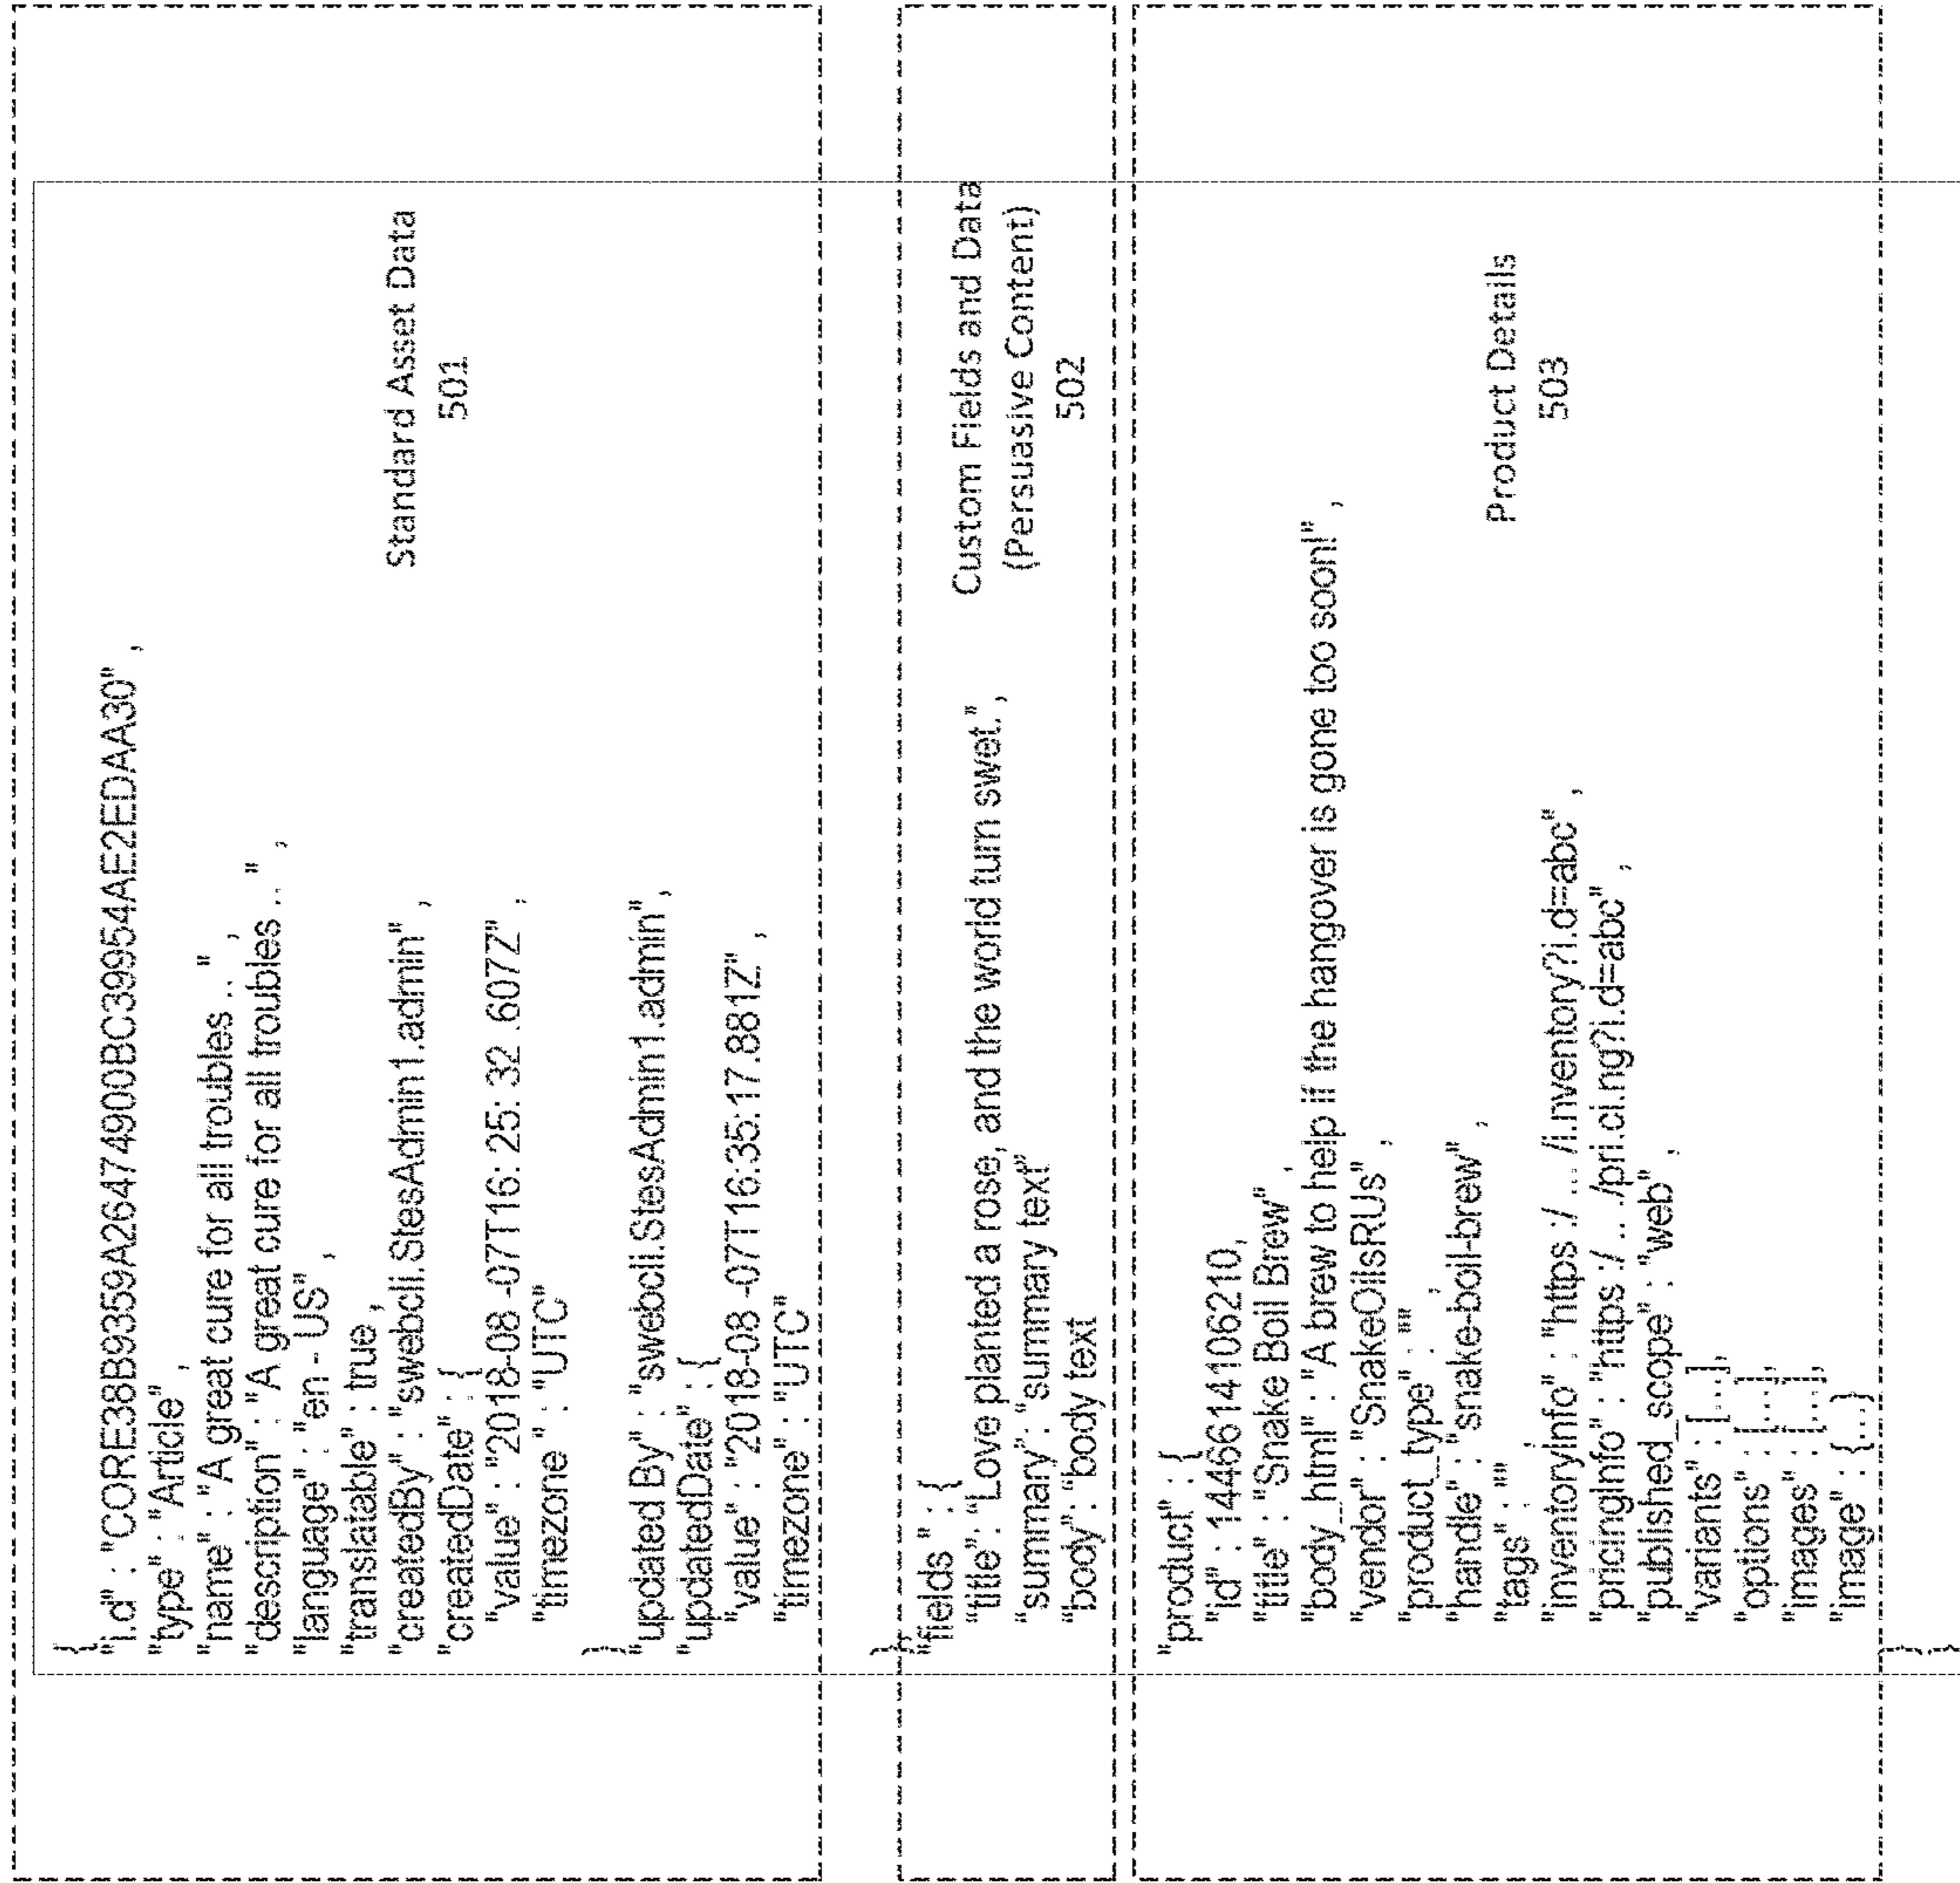 {
"i.d" : "CORE38B9359A26474900BC3954AE2EDAA30" ,
"type" : "Article" ,
"name" : "A great cure for all troubles . . " ,
"description" : "A great cure for all troubles . . . " ,
"language" : "en - US" ,
"translatable" : true,
"createdBy" : "swebcli.StesAdmin1.admin" ,
"createdDate" : {
"value" : "2018-08 -07T16: 25: 32 .607Z" ,
"timezone " : "UTC"
}
"updated By" : "swebcli.StesAdmin1.admin",
"updatedDate" : {
"value" : "2018-08 -07T16:35:17.881Z" ,
"timezone" : "UTC"
Standard Asset Data
501
},
"fields " : {
"title": "Love planted a rose, and the world turn swet." ,
"summary": "summary text"
"body": "body text
Custom Fields and Data
(Persuasive Content)
502
"product" : {
"id" : 1446614106210,
"title" : "Snake Boil Brew" ,
"body_html" : "A brew to help if the hangover is gone too soon!" ,
"vendor" : "SnakeOilsRUs" ,
"product_type" : "" ,
"handle" : "snake-boil-brew" ,
"tags" : "" ,
"inventoryInfo" : "https :/ ... /i.nventory?i.d=abc" ,
"pricingInfo" : "https :/ .. . /pri.ci.ng?i.d=abc" ,
"published_scope" : "web" ,
"variants" : [...],
"options" : [...],
"images" : [...],
"image" : {...}
Product Details
503
}
}